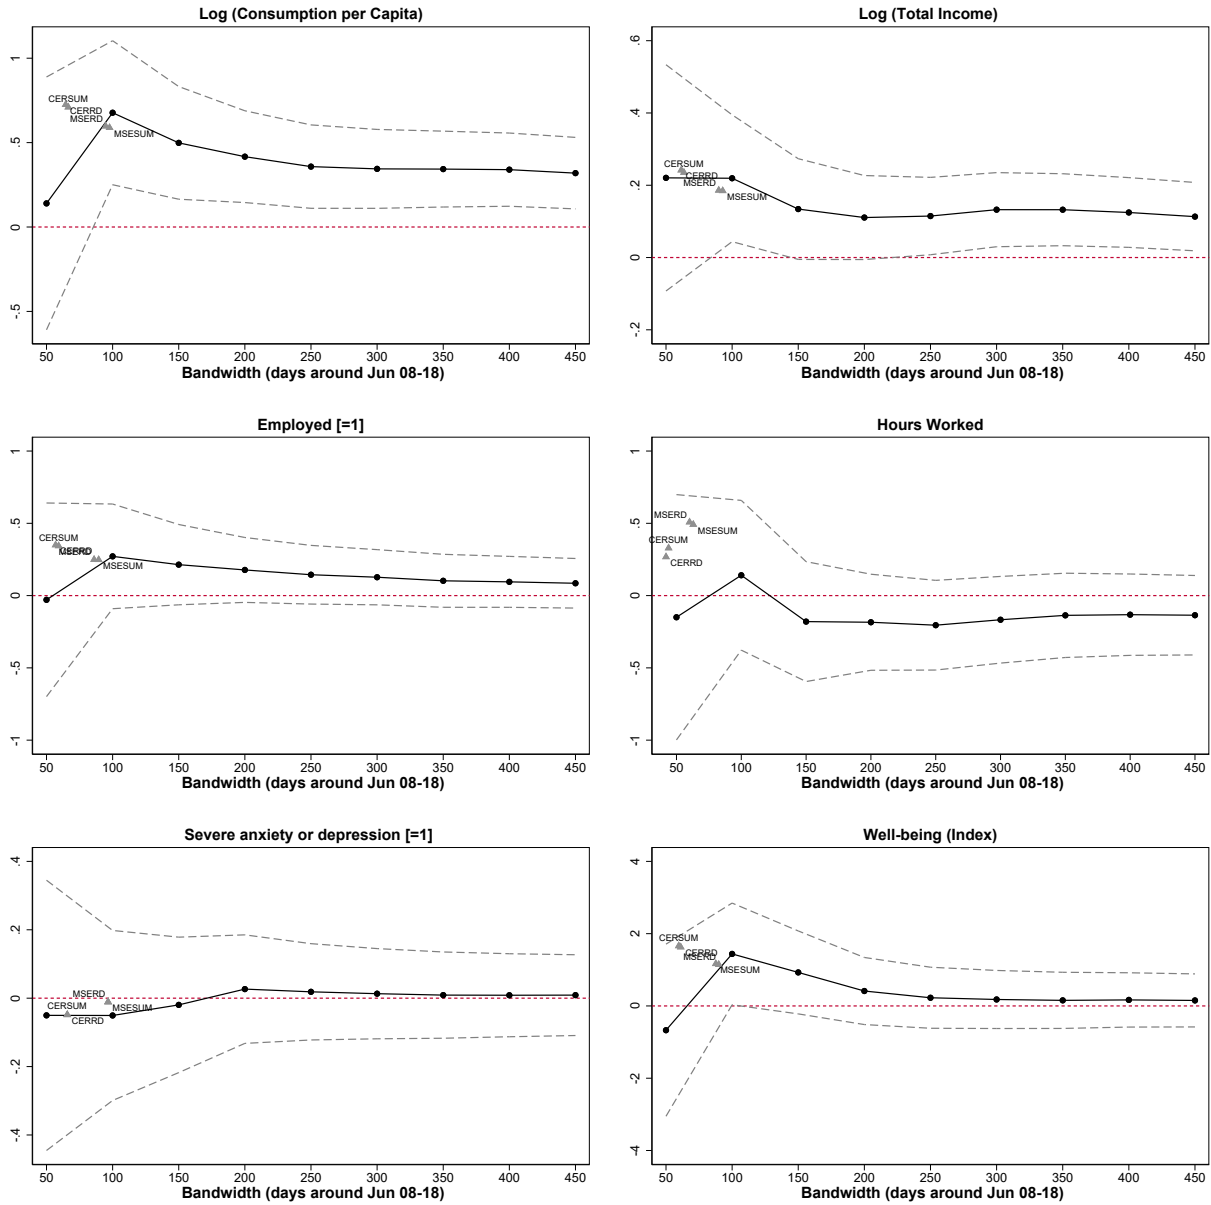 Log (Consumption per Capita)
1
.5
0
-.5
CERSUM
CERRD
MSERD
MSESUM
50 100 150 200 250 300 350 400 450
Bandwidth (days around Jun 08-18)
Log (Total Income)
.6
.4
.2
0
-.2
CERSUM
CERRD
MSERD
MSESUM
50 100 150 200 250 300 350 400 450
Bandwidth (days around Jun 08-18)
Employed [=1]
1
.5
0
-.5
-1
CERSUM
CERRD
MSERD
MSESUM
50 100 150 200 250 300 350 400 450
Bandwidth (days around Jun 08-18)
Hours Worked
1
.5
0
-.5
-1
MSERD
MSESUM
CERSUM
CERRD
50 100 150 200 250 300 350 400 450
Bandwidth (days around Jun 08-18)
Severe anxiety or depression [=1]
.4
.2
0
-.2
-.4
MSERD
CERSUM
MSESUM
CERRD
50 100 150 200 250 300 350 400 450
Bandwidth (days around Jun 08-18)
Well-being (Index)
4
2
0
-2
-4
CERSUM
CERRD
MSERD
MSESUM
50 100 150 200 250 300 350 400 450
Bandwidth (days around Jun 08-18)